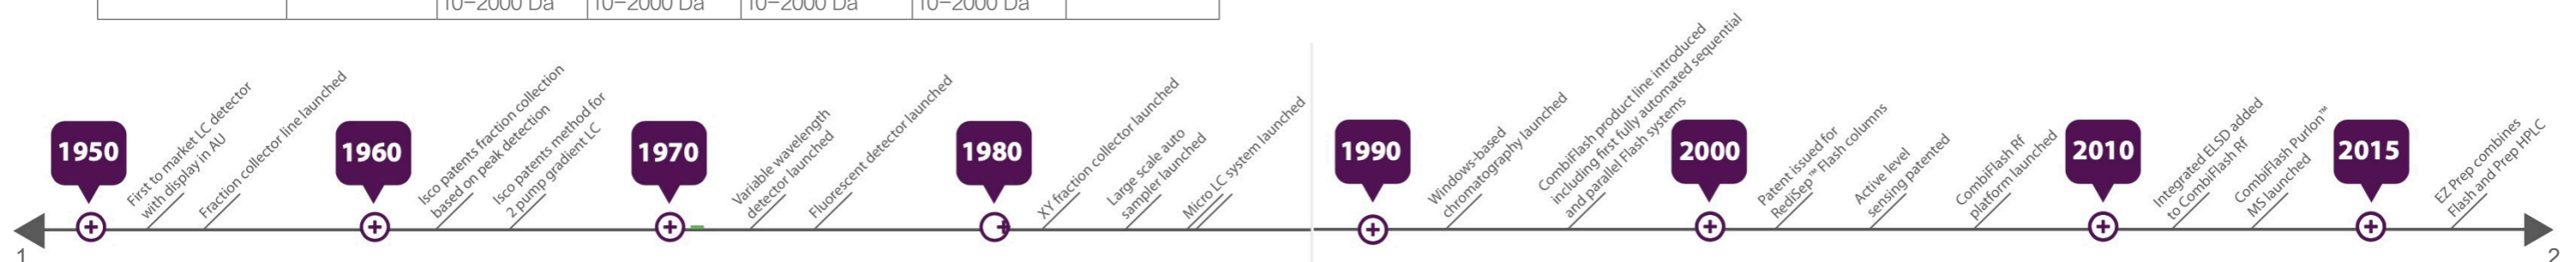 10–2000 Da 10–2000 Da 10–2000 Da 10–2000 Da
1950
First to market LC detector
with display in AU
Fraction collector line launched
1960
Isco patents fraction collection
based on peak detection
Isco patents method for
2 pump gradient LC
1970
Variable wavelength
detector launched
Fluorescent detector launched
1980
XY fraction collector launched
Large scale auto
sampler launched
Micro LC system launched
1990
Windows-based
chromatography launched
CombiFlash product line introduced
including first fully automated sequential
and parallel Flash systems
2000
Patent issued for
RediSep™ Flash columns
Active level
sensing patented
CombiFlash Rf
platform launched
2010
Integrated ELSD added
to CombiFlash Rf
CombiFlash PurIon™
MS launched
2015
EZ Prep combines
Flash and Prep HPLC
1
2